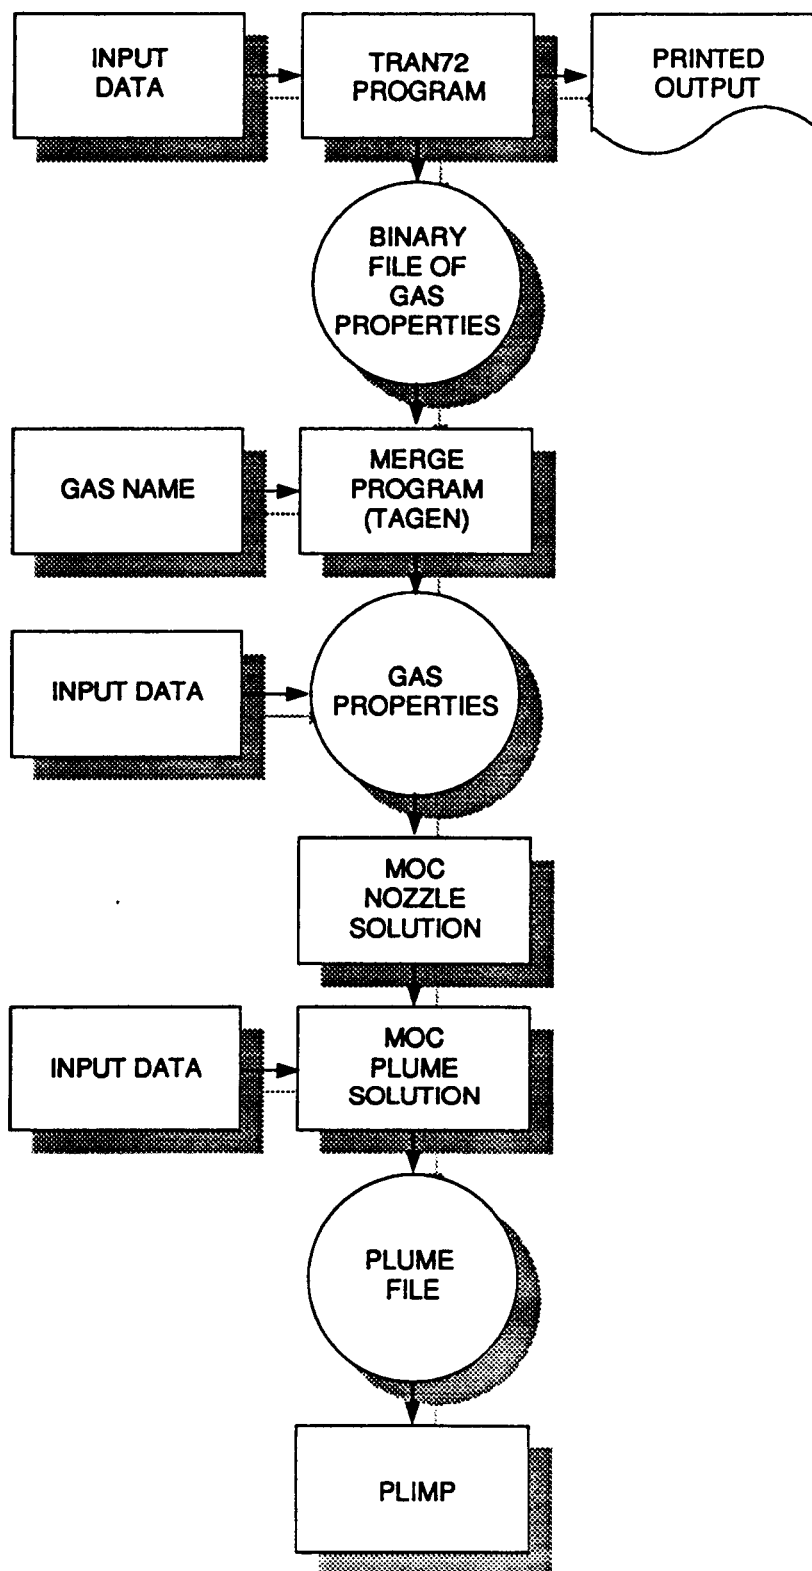 INPUT
DATA
TRAN72
PROGRAM
PRINTED
OUTPUT
BINARY
FILE OF
GAS
PROPERTIES
GAS NAME
MERGE
PROGRAM
(TAGEN)
INPUT DATA
GAS
PROPERTIES
MOC
NOZZLE
SOLUTION
INPUT DATA
MOC
PLUME
SOLUTION
PLUME
FILE
PLIMP